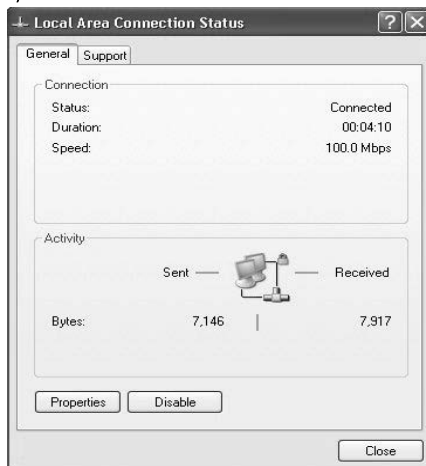 Local Area Connection Status
General Support
Connection
Status: Connected
Duration: 00:04:10
Speed: 100.0 Mbps
Activity
Sent — — Received
Bytes: 7,146 | 7,917
Properties Disable
Close